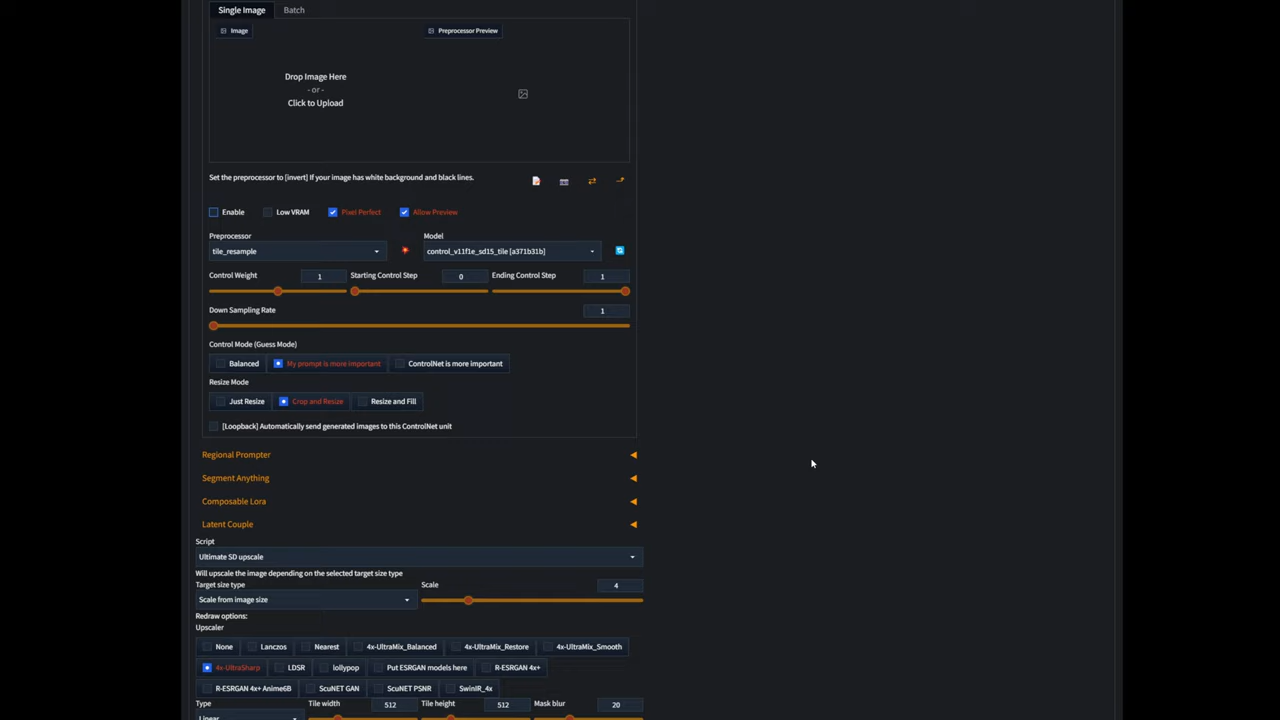 Single Image Batch
Image Preprocessor Preview
Drop Image Here
- or -
Click to Upload
Set the preprocessor to [invert] If your image has white background and black lines.
Enable Low VRAM Pixel Perfect Allow Preview
Preprocessor Model
tile_resample control_v11f1e_sd15_tile [a371b31b]
Control Weight 1 Starting Control Step 0 Ending Control Step 1
Down Sampling Rate 1
Control Mode (Guess Mode)
Balanced My prompt is more important ControlNet is more important
Resize Mode
Just Resize Crop and Resize Resize and Fill
[Loopback] Automatically send generated images to this ControlNet unit
Regional Prompter
Segment Anything
Composable Lora
Latent Couple
Script
Ultimate SD upscale
Will upscale the image depending on the selected target size type
Target size type Scale 4
Scale from image size
Redraw options:
Upscaler
None Lanczos Nearest 4x-UltraMix_Balanced 4x-UltraMix_Restore 4x-UltraMix_Smooth
4x-UltraSharp LDSR lollypop Put ESRGAN models here R-ESRGAN 4x+
R-ESRGAN 4x+ Anime6B ScuNET GAN ScuNET PSNR SwinIR_4x
Type Tile width 512 Tile height 512 Mask blur 20
Linear